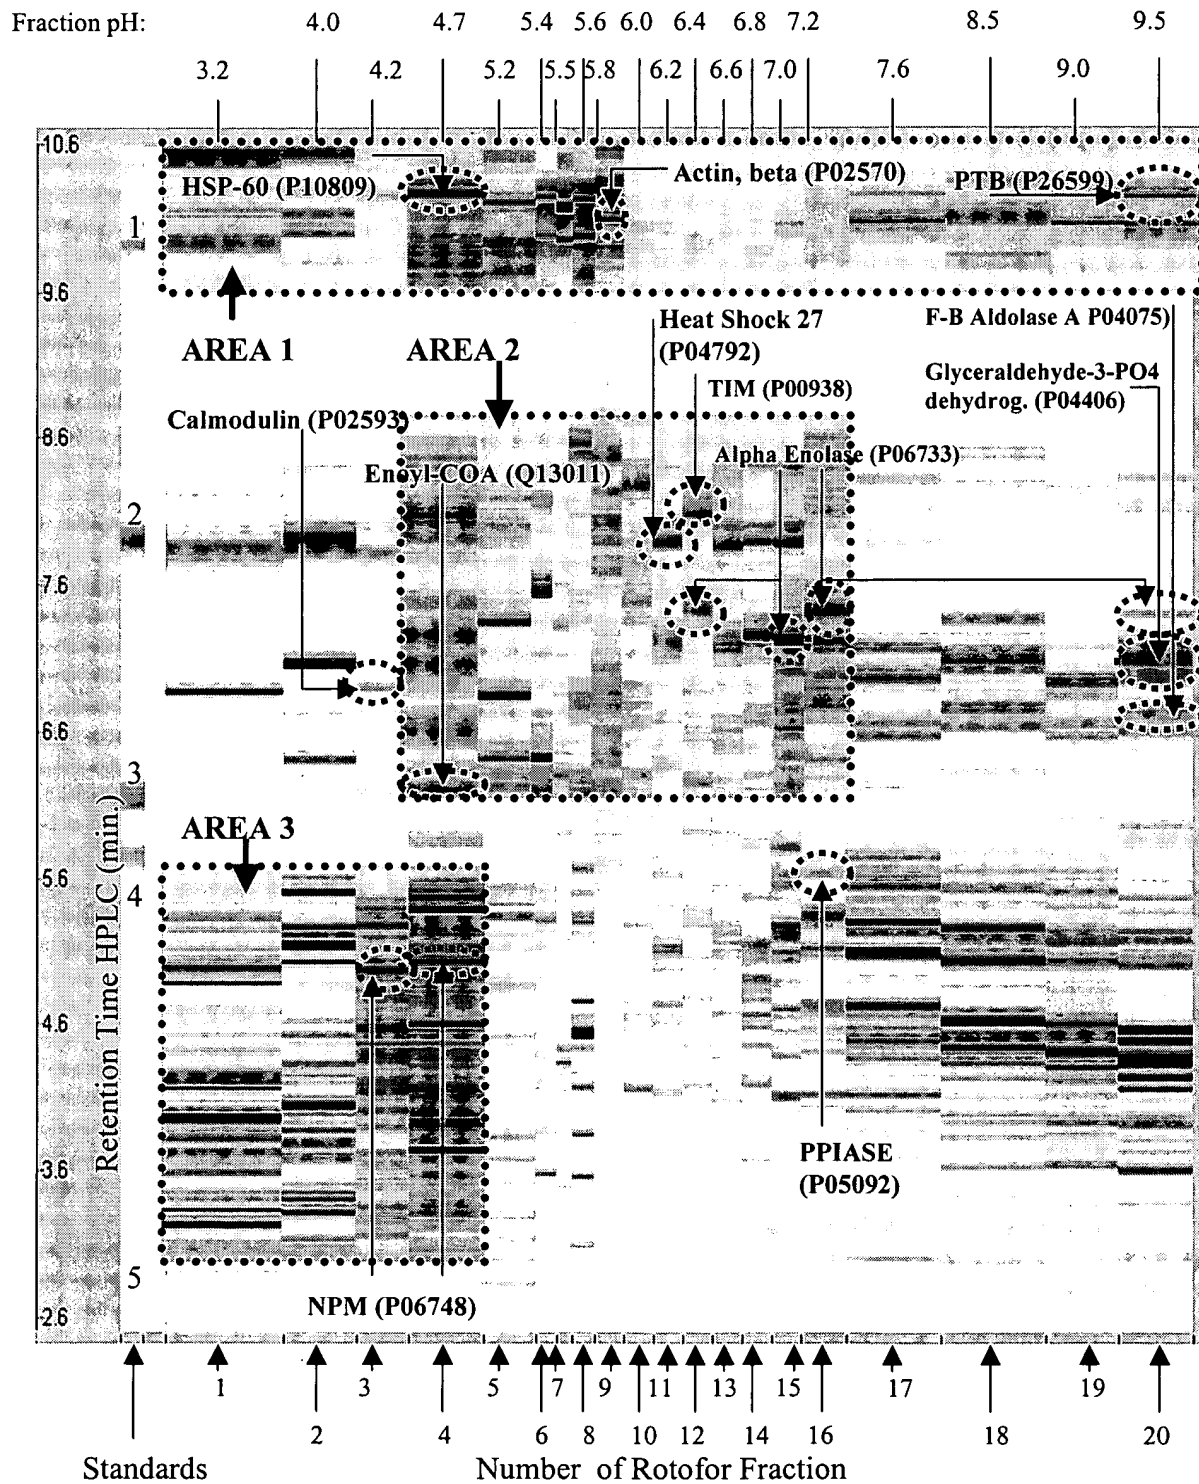 Fraction pH:
4.0 4.7 5.4 5.6 6.0 6.4 6.8 7.2 8.5 9.5
3.2 4.2 5.2 5.5 5.8 6.2 6.6 7.0 7.6 9.0
10.6
HSP-60 (P10809)
Actin, beta (P02570)
PTB (P26599)
1
9.6
AREA 1
AREA 2
Heat Shock 27
(P04792)
F-B Aldolase A P04075)
TIM (P00938)
Glyceraldehyde-3-PO4
dehydrog. (P04406)
Calmodulin (P02593)
8.6
Enoyl-COA (Q13011)
Alpha Enolase (P06733)
2
7.6
6.6
3
AREA 3
5.6
4
4.6
3.6
PPIASE
(P05092)
5
NPM (P06748)
2.6
Retention Time HPLC (min.)
1 3 5 7 9 11 13 15 17 19
2 4 6 8 10 12 14 16 18 20
Standards
Number of Rotofor Fraction